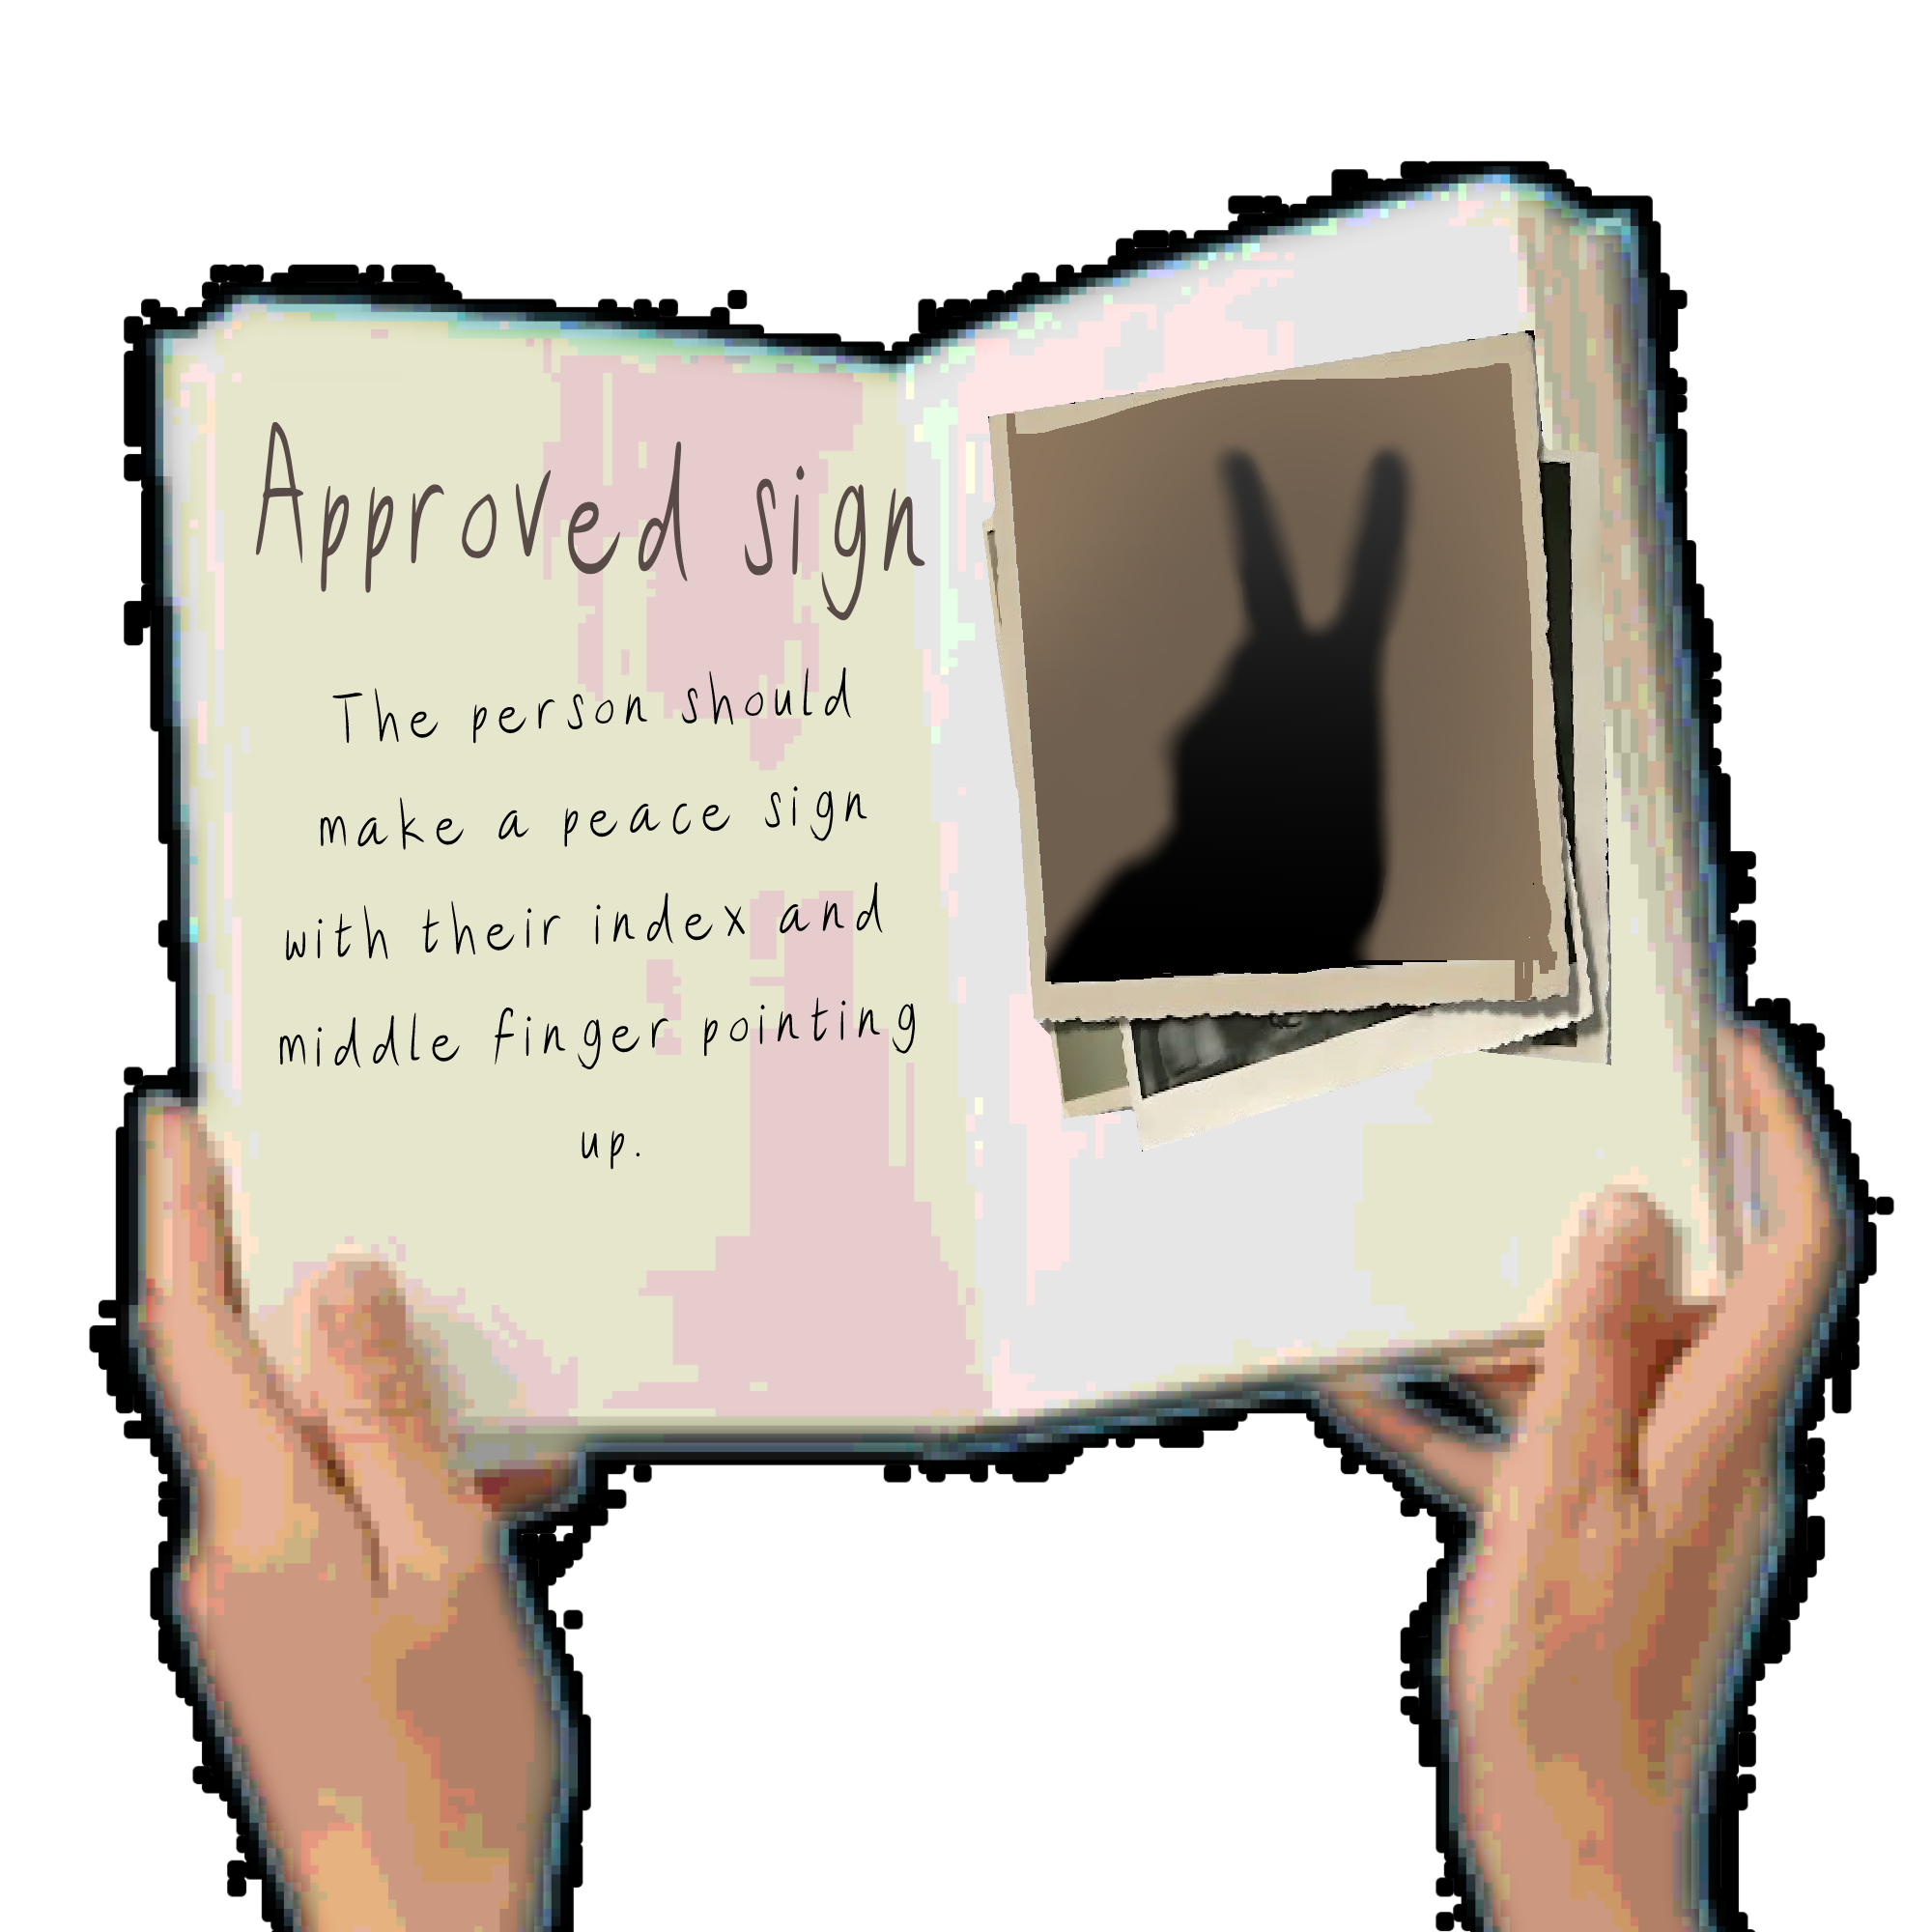 Approved sign
The person should
make a peace sign
with their index and
middle finger pointing
up.